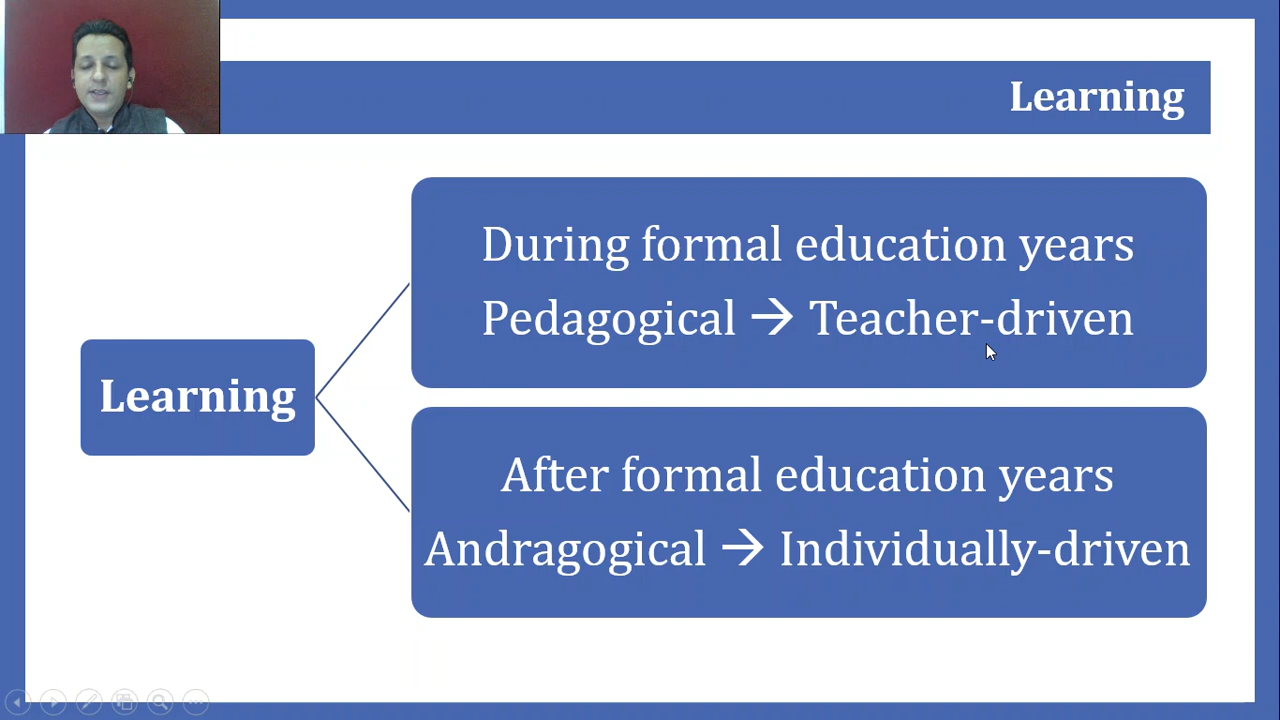 Learning
Learning
During formal education years
Pedagogical → Teacher-driven
After formal education years
Andragogical → Individually-driven